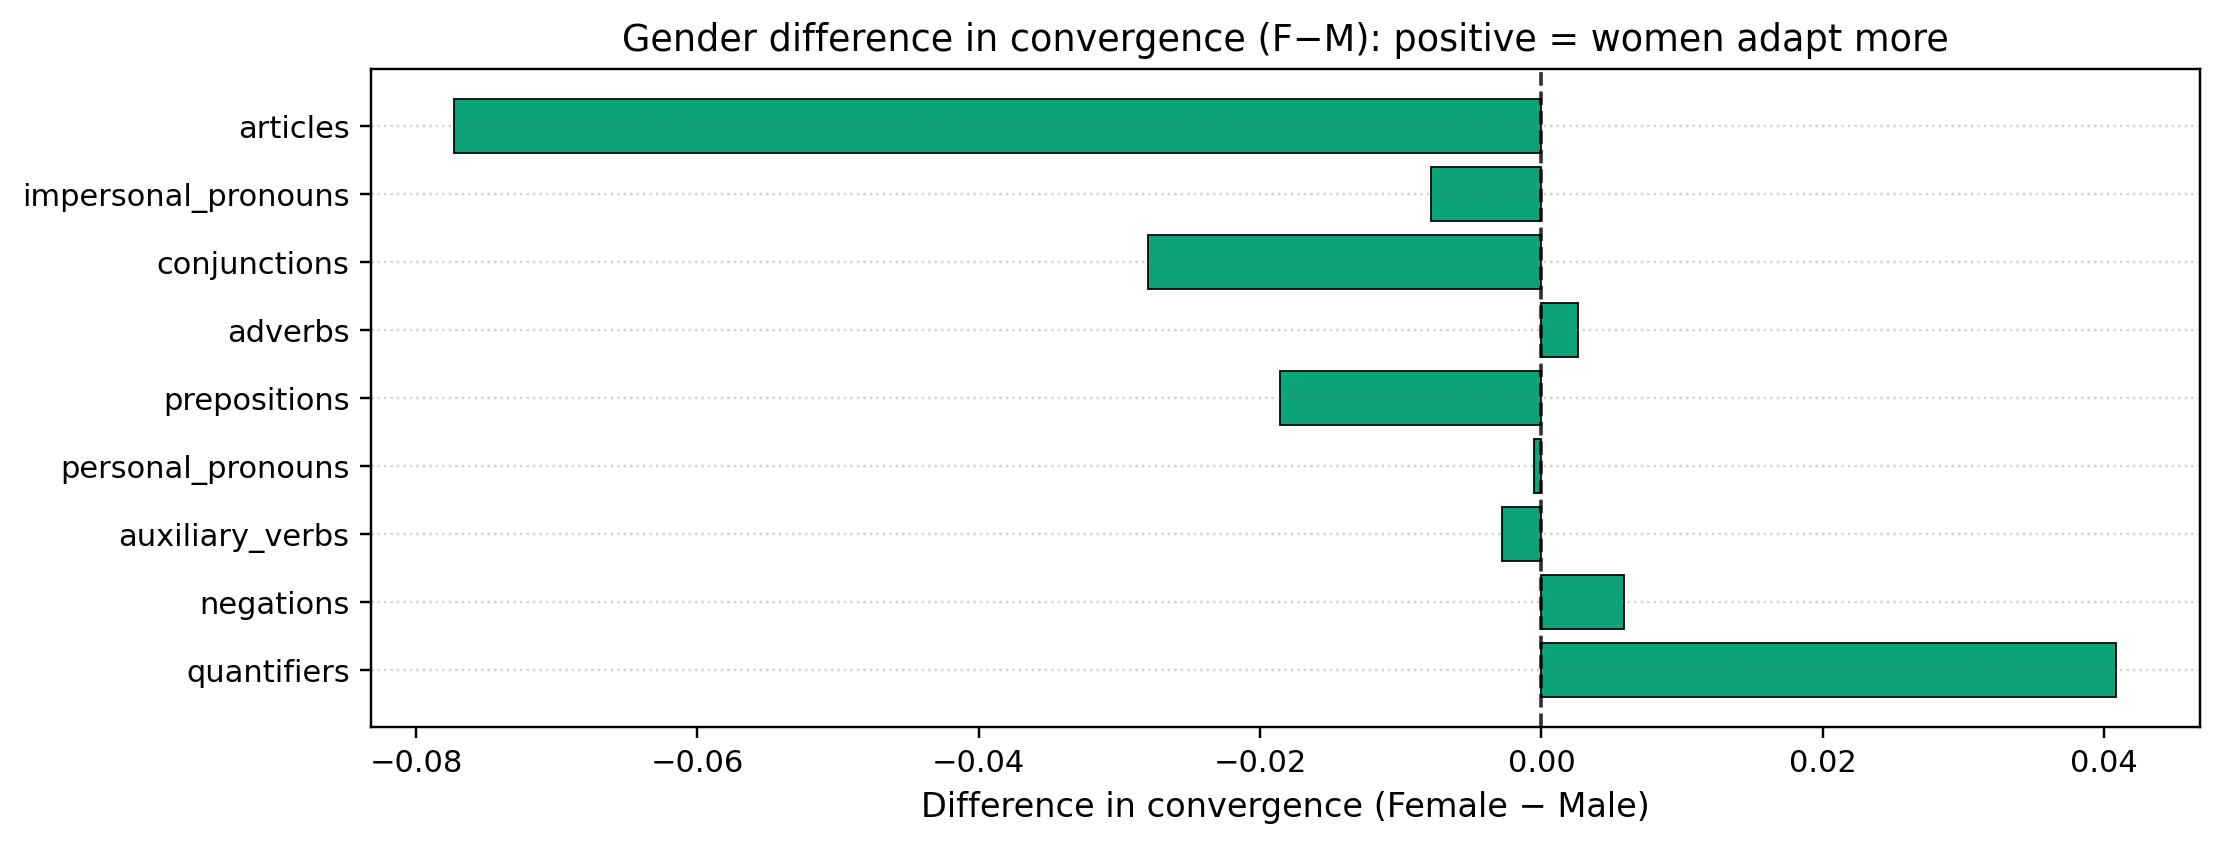 Gender difference in convergence (F−M): positive = women adapt more
articles
impersonal_pronouns
conjunctions
adverbs
prepositions
personal_pronouns
auxiliary_verbs
negations
quantifiers
−0.08 −0.06 −0.04 −0.02 0.00 0.02 0.04
Difference in convergence (Female − Male)